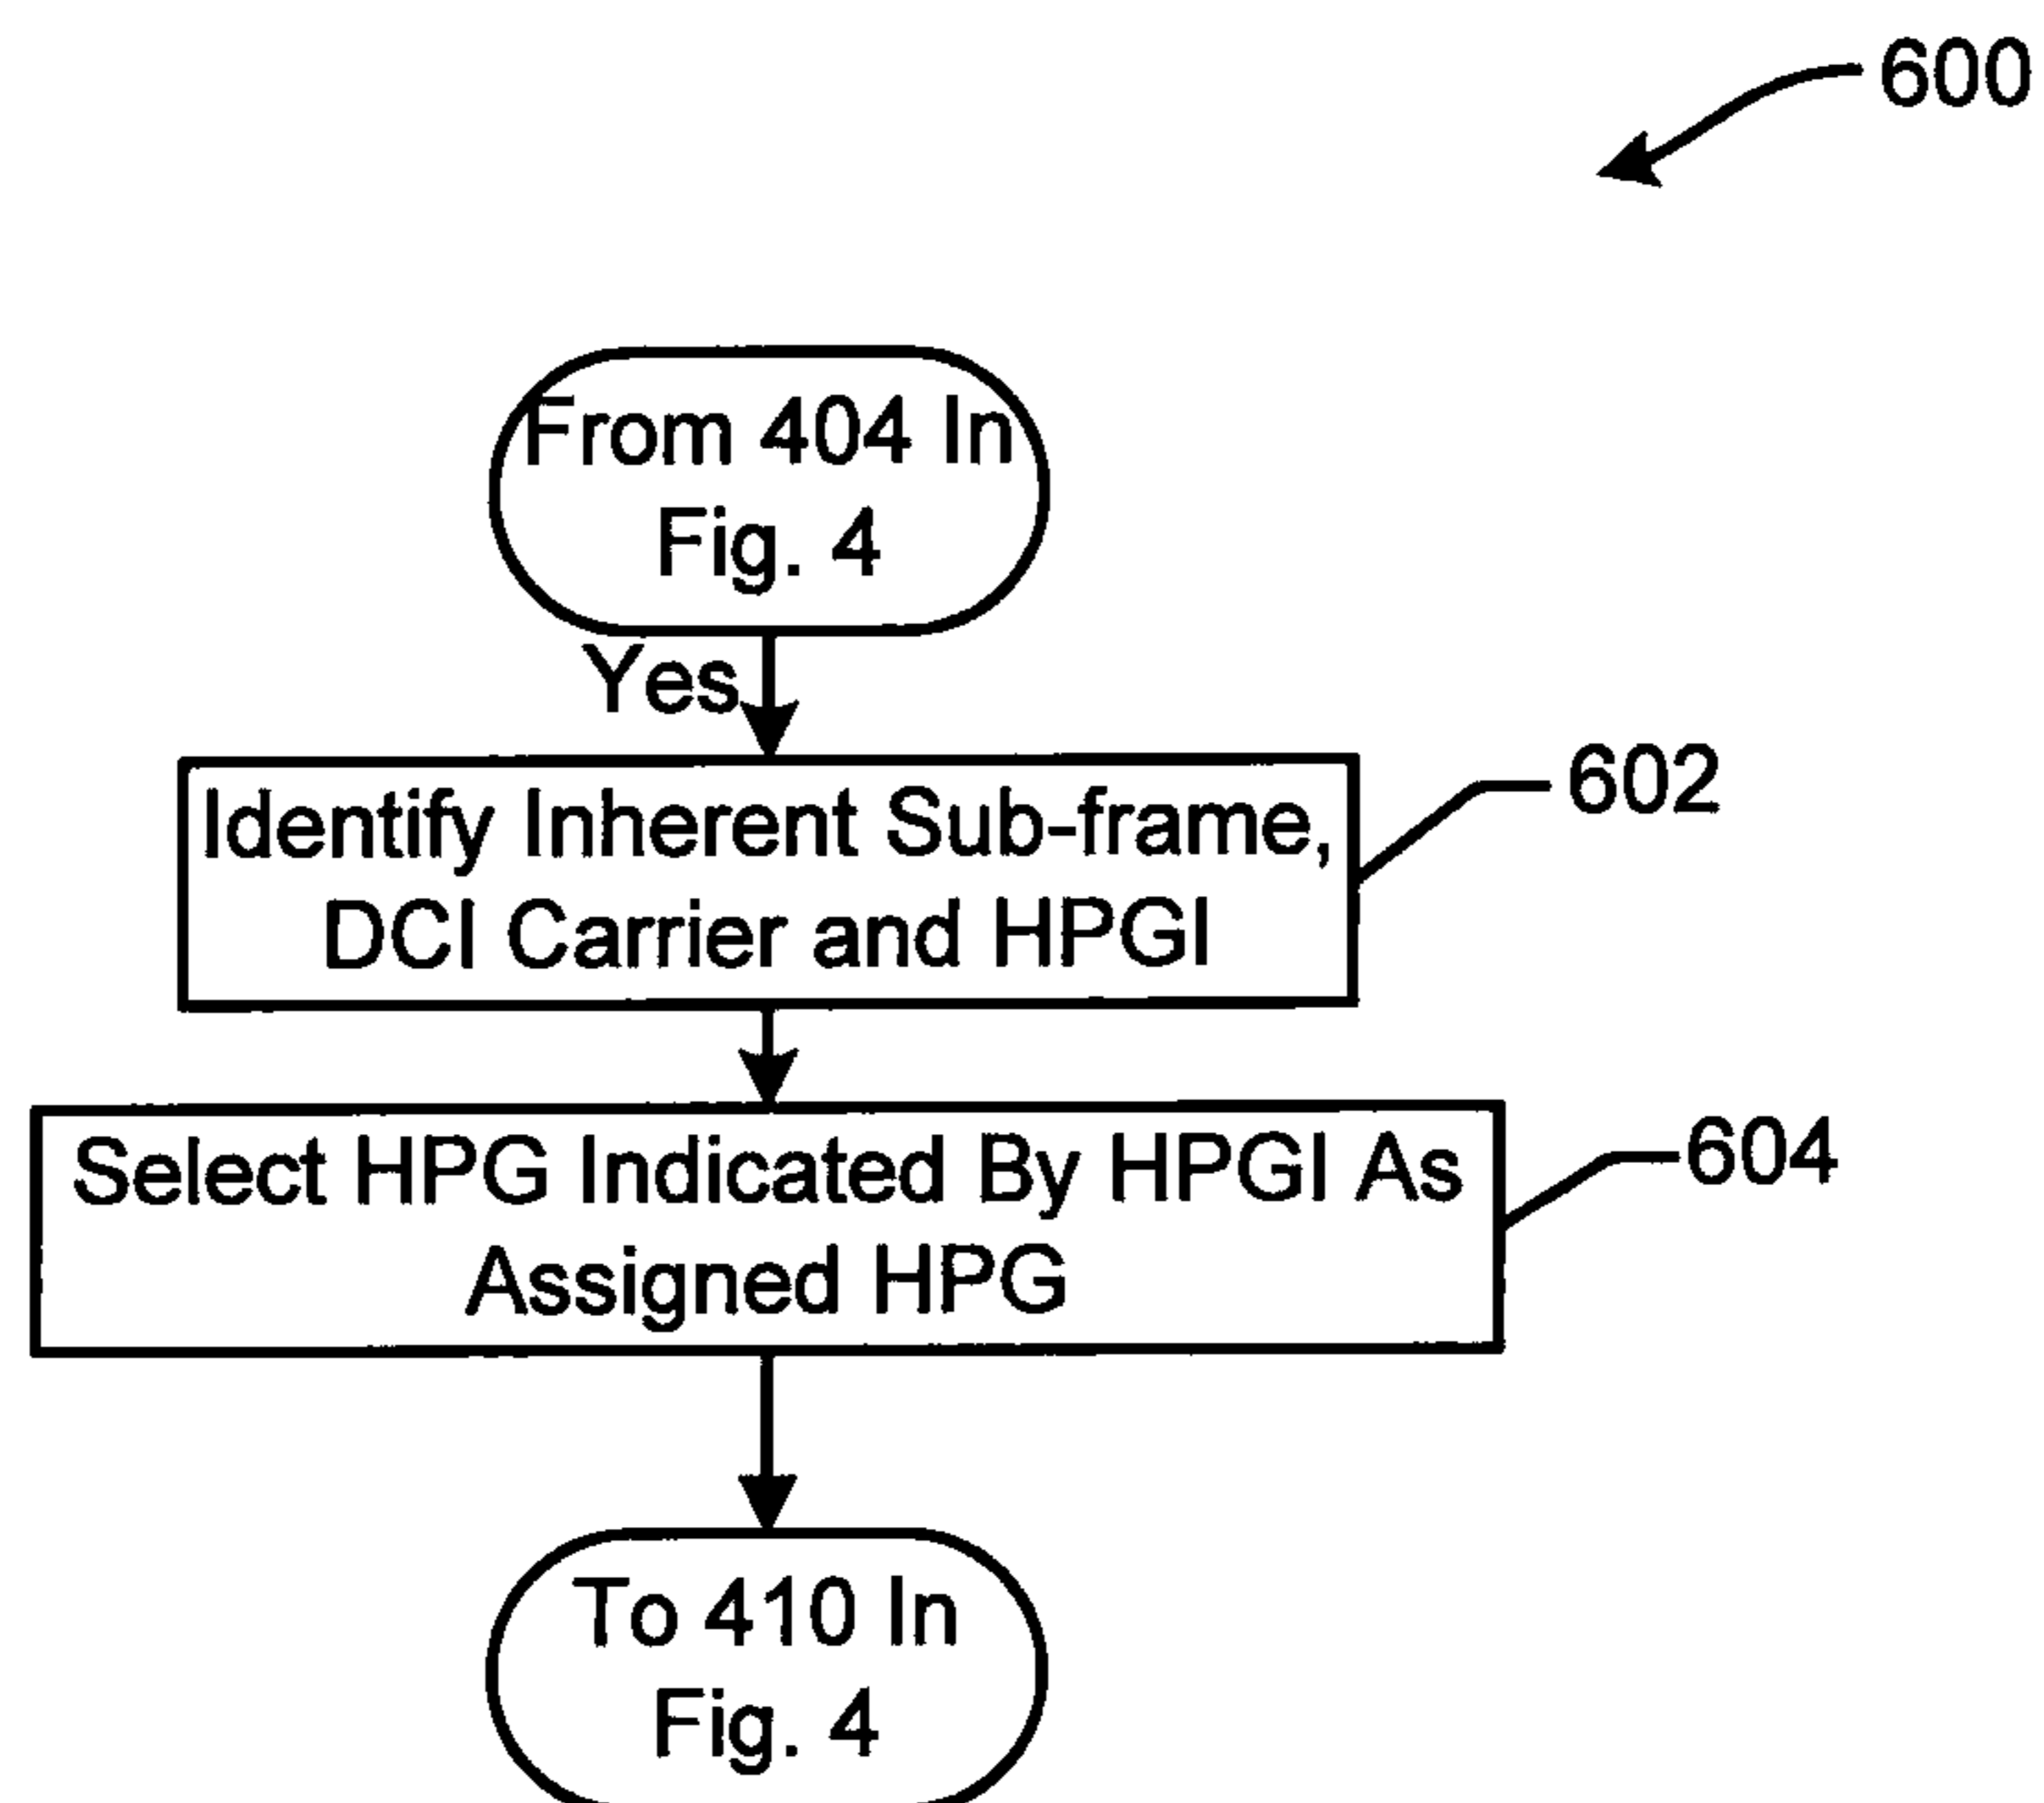 600
From 404 In
Fig. 4
Yes
Identify Inherent Sub-frame,
DCI Carrier and HPGI
602
Select HPG Indicated By HPGI As
Assigned HPG
604
To 410 In
Fig. 4